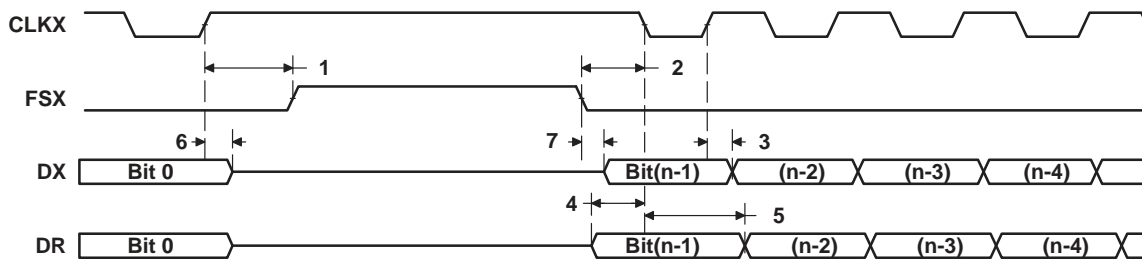 CLKX
1 2
FSX
6 7 3
DX Bit 0 Bit(n-1) (n-2) (n-3) (n-4)
4 5
DR Bit 0 Bit(n-1) (n-2) (n-3) (n-4)